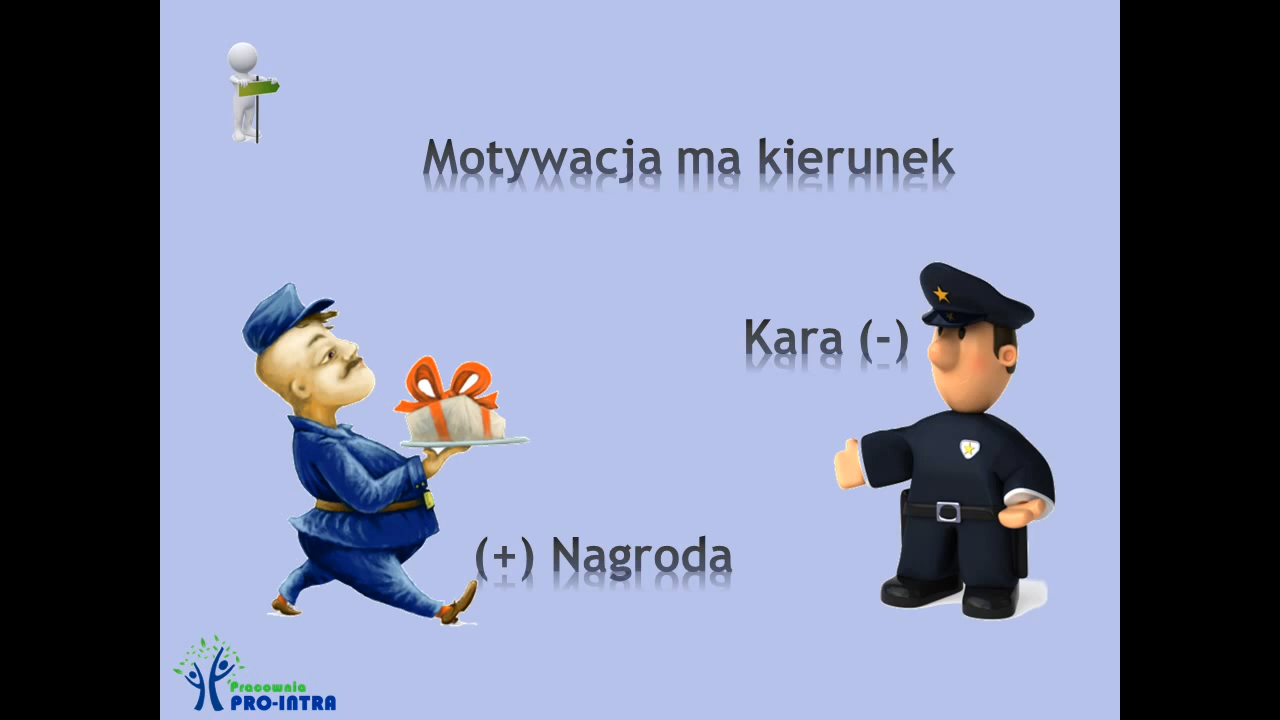 Motywacja ma kierunek
Kara (-)
(+) Nagroda
Pracownia
PRO-INTRA